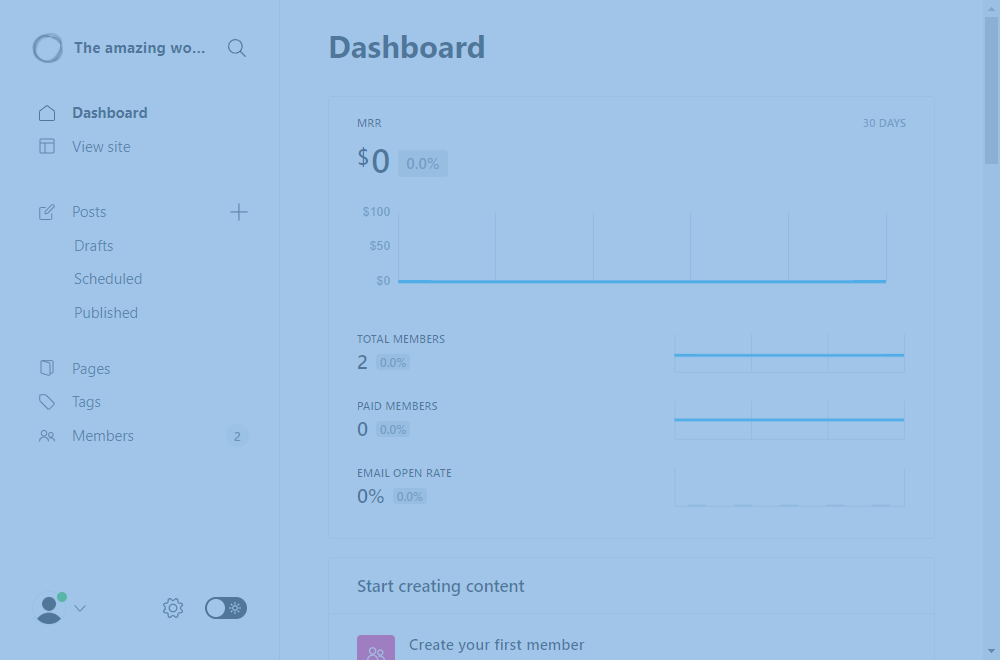 The amazing wo...
Dashboard
View site
Posts
Drafts
Scheduled
Published
Pages
Tags
Members 2
Dashboard
MRR 30 DAYS
$0 0.0%
$100
$50
$0
TOTAL MEMBERS
2 0.0%
PAID MEMBERS
0 0.0%
EMAIL OPEN RATE
0% 0.0%
Start creating content
Create your first member